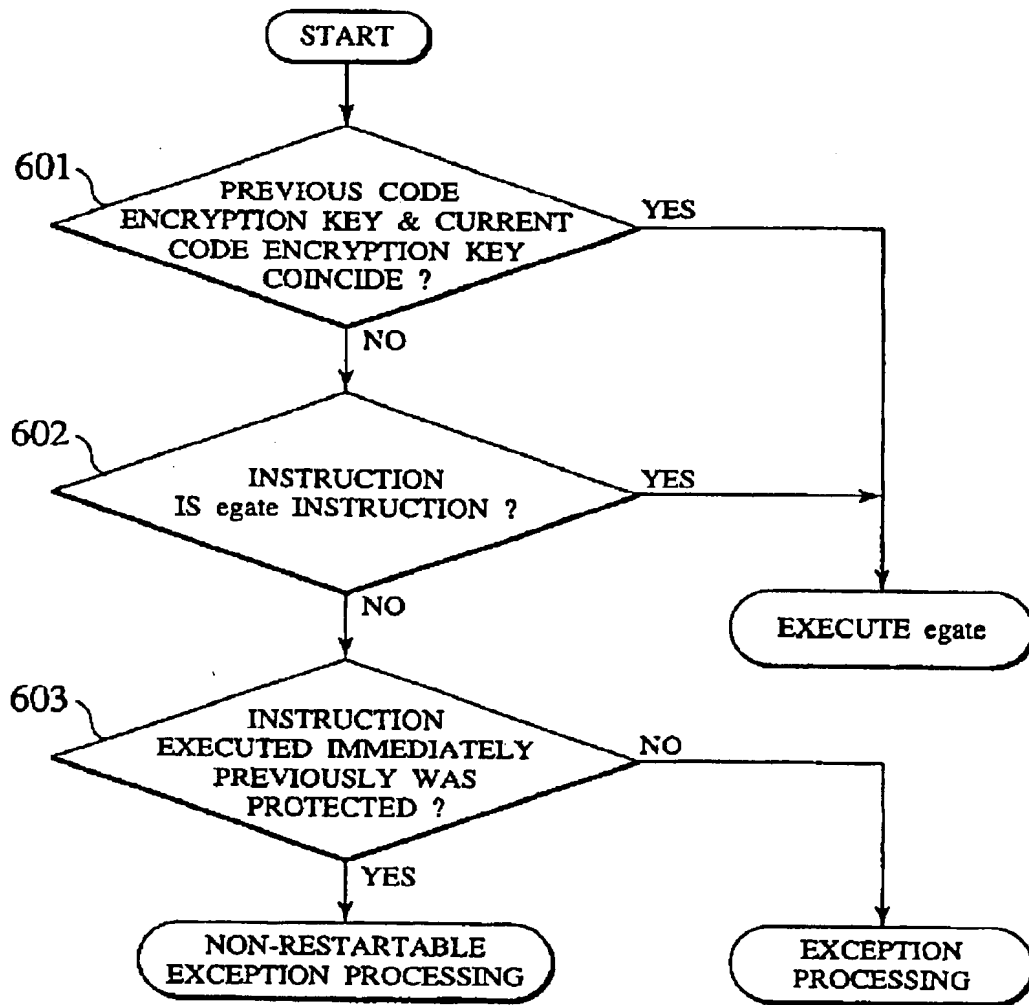 START
601
PREVIOUS CODE
ENCRYPTION KEY & CURRENT
CODE ENCRYPTION KEY
COINCIDE ?
YES
NO
602
INSTRUCTION
IS egate INSTRUCTION ?
YES
NO
EXECUTE egate
603
INSTRUCTION
EXECUTED IMMEDIATELY
PREVIOUSLY WAS
PROTECTED ?
NO
YES
NON-RESTARTABLE
EXCEPTION PROCESSING
EXCEPTION
PROCESSING